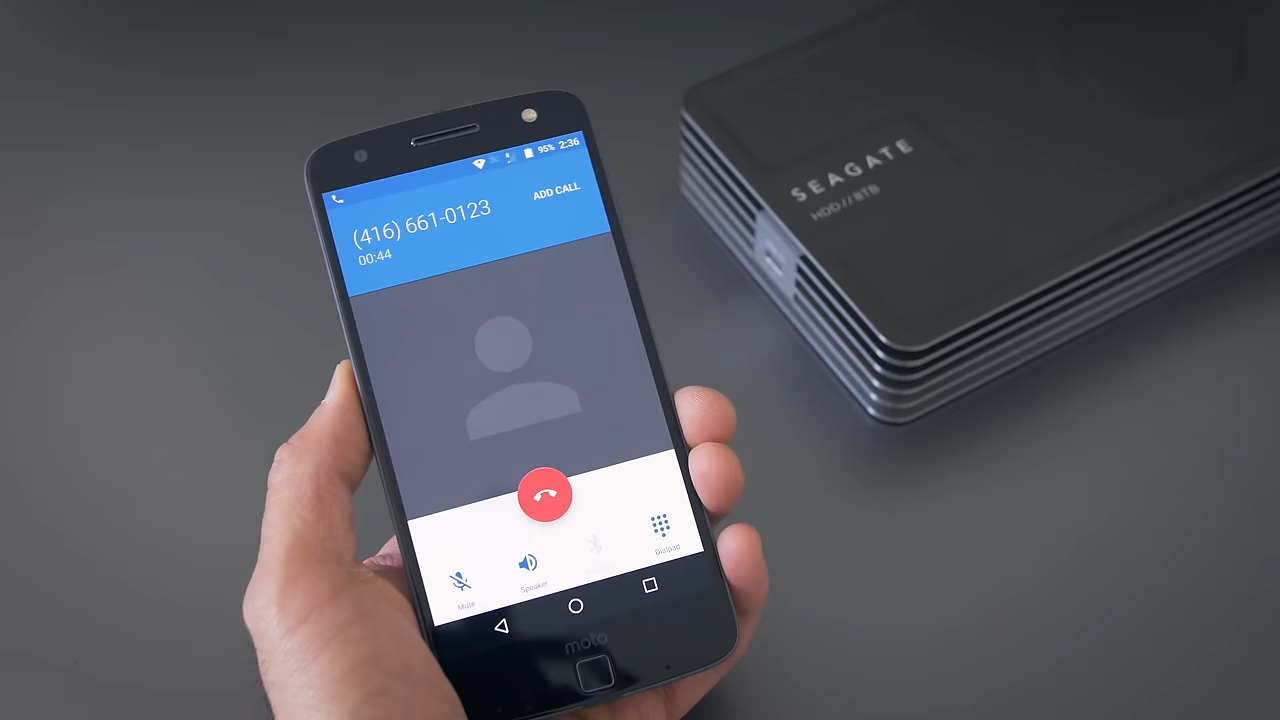 95% 2:36
(416) 661-0123
ADD CALL
00:44
Mute
Speaker
Dialpad
moto
SEAGATE
HDD//8TB